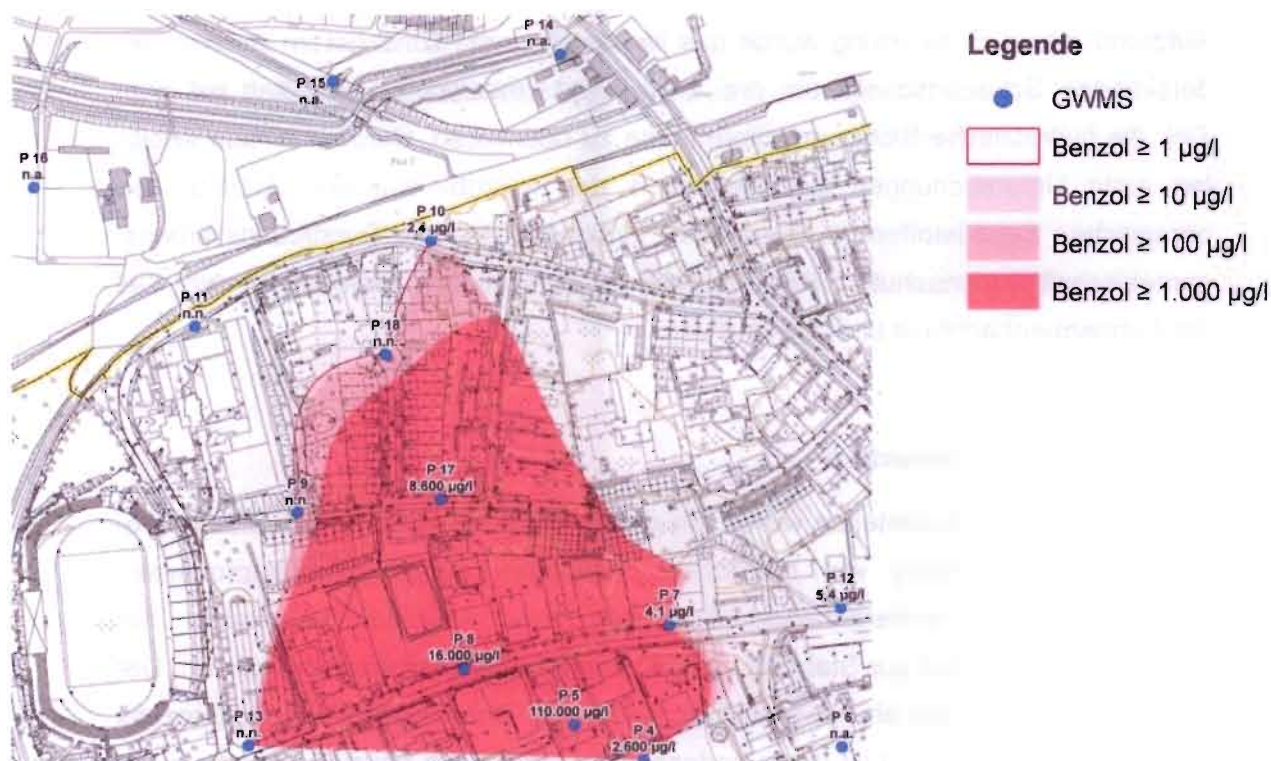 P 14
n.a.
P 15
n.a.
P 16
n.a.
P 10
2,4 µg/l
P 11
n.n.
P 18
n.n.
P 17
8.600 µg/l
P 9
n.n.
P 12
5,4 µg/l
P 7
4,1 µg/l
P 8
16.000 µg/l
P 5
110.000 µg/l
P 13
n.n.
P 4
2.600 µg/l
P 6
n.a.
Legende
GWMS
Benzol ≥ 1 µg/l
Benzol ≥ 10 µg/l
Benzol ≥ 100 µg/l
Benzol ≥ 1.000 µg/l